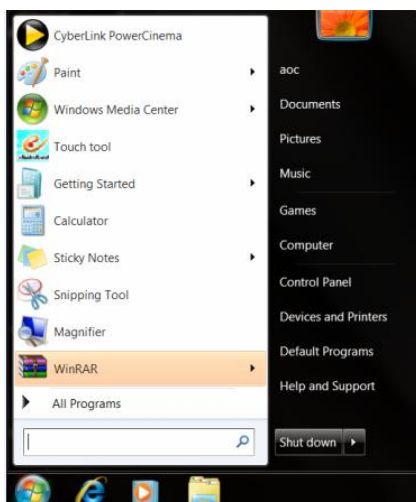 CyberLink PowerCinema
Paint
Windows Media Center
Touch tool
Getting Started
Calculator
Sticky Notes
Snipping Tool
Magnifier
WinRAR
All Programs
aoc
Documents
Pictures
Music
Games
Computer
Control Panel
Devices and Printers
Default Programs
Help and Support
Shut down